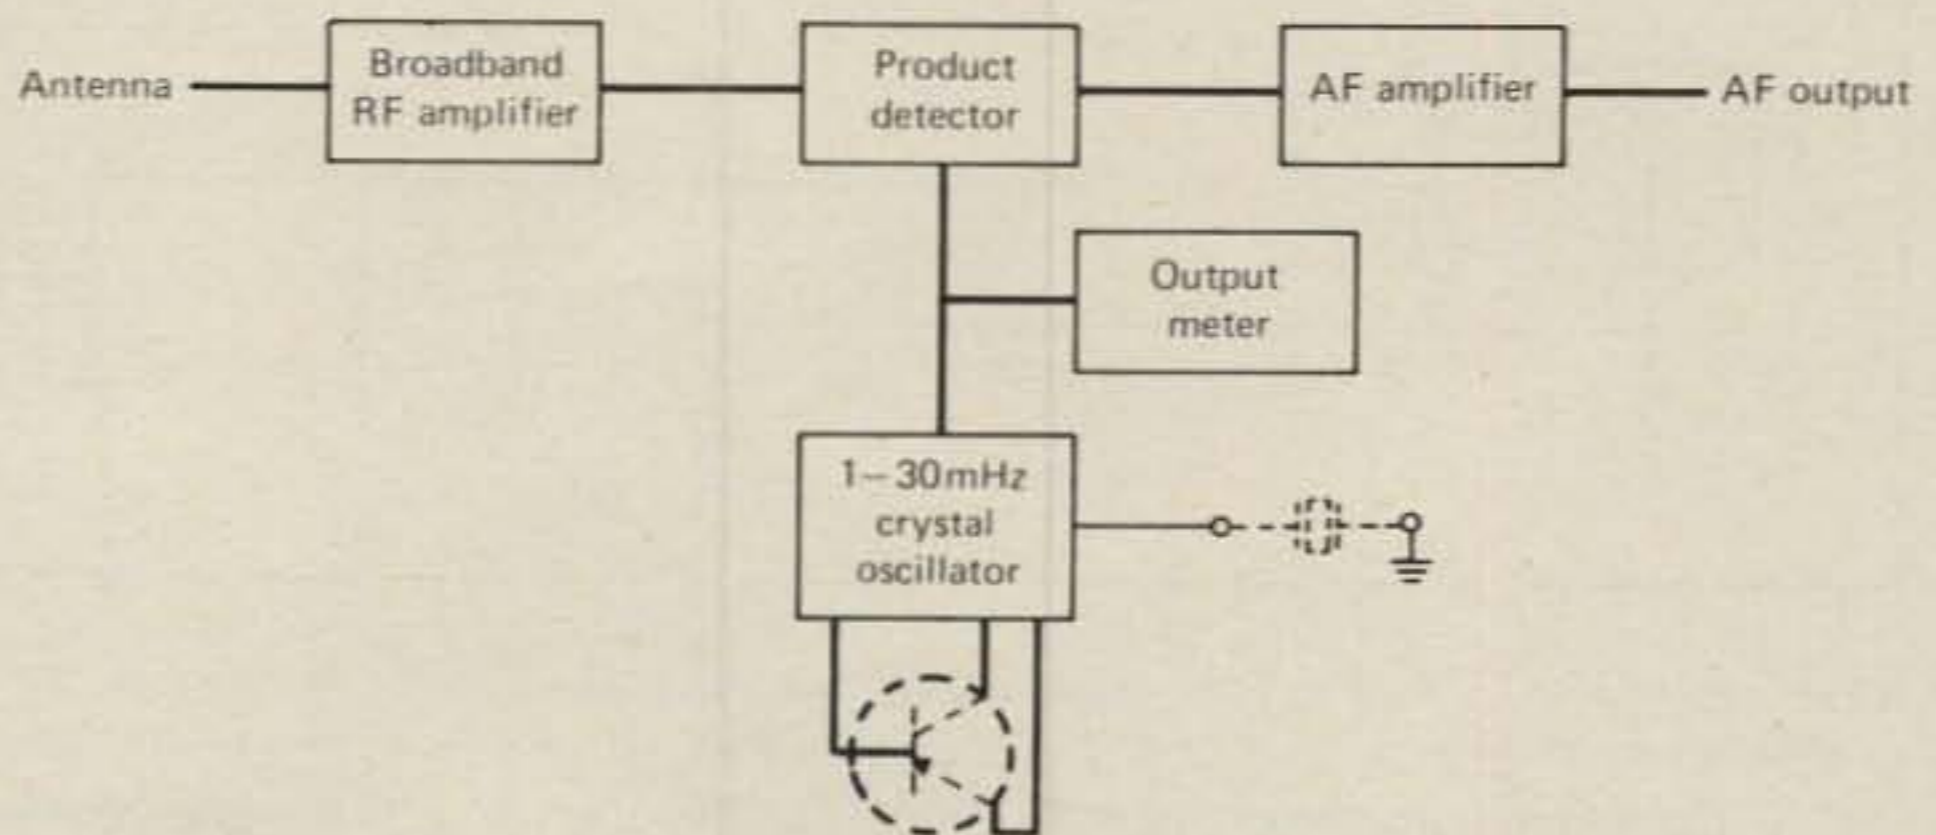 Antenna
Broadband
RF amplifier
Product
detector
AF amplifier
AF output
Output
meter
1–30mHz
crystal
oscillator